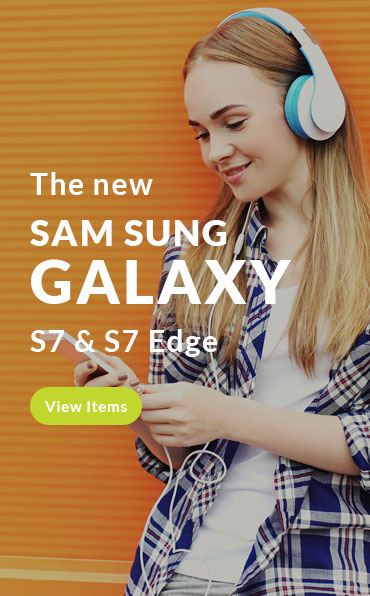 The new
SAM SUNG
GALAXY
S7 & S7 Edge
View Items